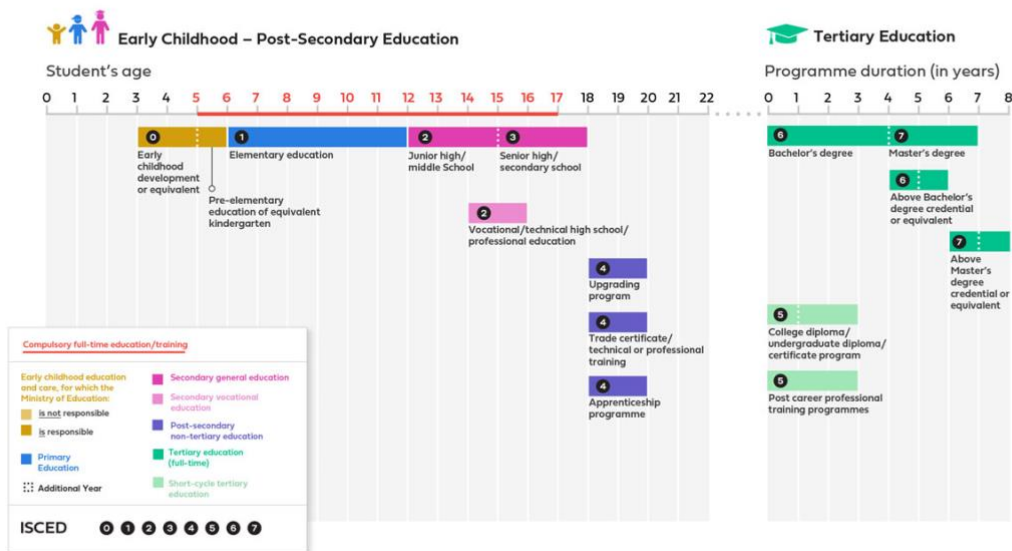 Early Childhood – Post-Secondary Education
Student's age
0 1 2 3 4 5 6 7 8 9 10 11 12 13 14 15 16 17 18 19 20 21 22
0
Early
childhood
development
or equivalent
Pre-elementary
education of equivalent
kindergarten
1
Elementary education
2
Junior high/
middle School
3
Senior high/
secondary school
2
Vocational/technical high school/
professional education
4
Upgrading
program
4
Trade certificate/
technical or professional
training
4
Apprenticeship
programme
Tertiary Education
Programme duration (in years)
0 1 2 3 4 5 6 7 8
6
Bachelor's degree
7
Master's degree
6
Above Bachelor's
degree credential
or equivalent
7
Above
Master's
degree
credential or
equivalent
5
College diploma/
undergraduate diploma/
certificate program
5
Post career professional
training programmes
Compulsory full-time education/training
Early childhood education
and care, for which the
Ministry of Education:
is not responsible
is responsible
Primary
Education
Additional Year
Secondary general education
Secondary vocational
education
Post-secondary
non-tertiary education
Tertiary education
(full-time)
Short-cycle tertiary
education
ISCED 0 1 2 3 4 5 6 7